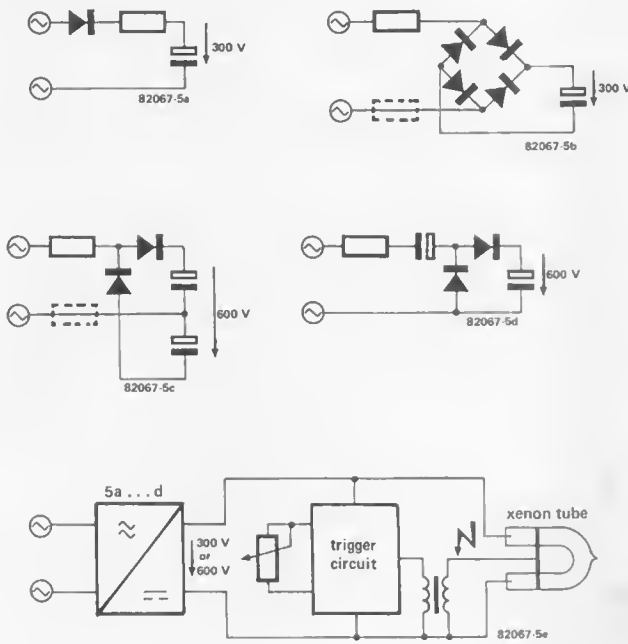 300 V
82067-5a
300 V
82067-5b
600 V
82067-5c
600 V
82067-5d
5a ... d
300 V
or
600 V
trigger
circuit
xenon tube
82067-5e